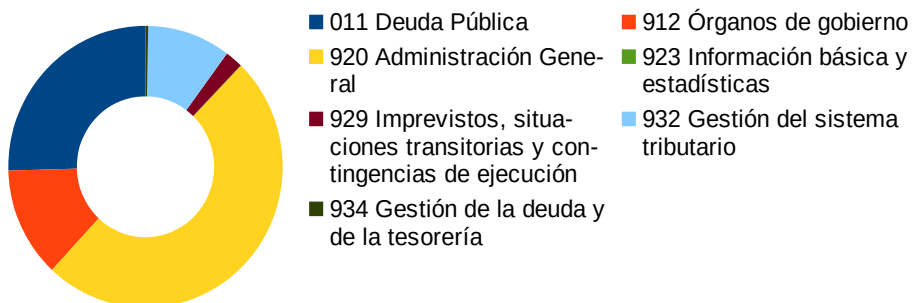 011 Deuda Pública
912 Órganos de gobierno
920 Administración Gene-
ral
923 Información básica y
estadísticas
929 Imprevistos, situa-
ciones transitorias y con-
tingencias de ejecución
932 Gestión del sistema
tributario
934 Gestión de la deuda y
de la tesorería